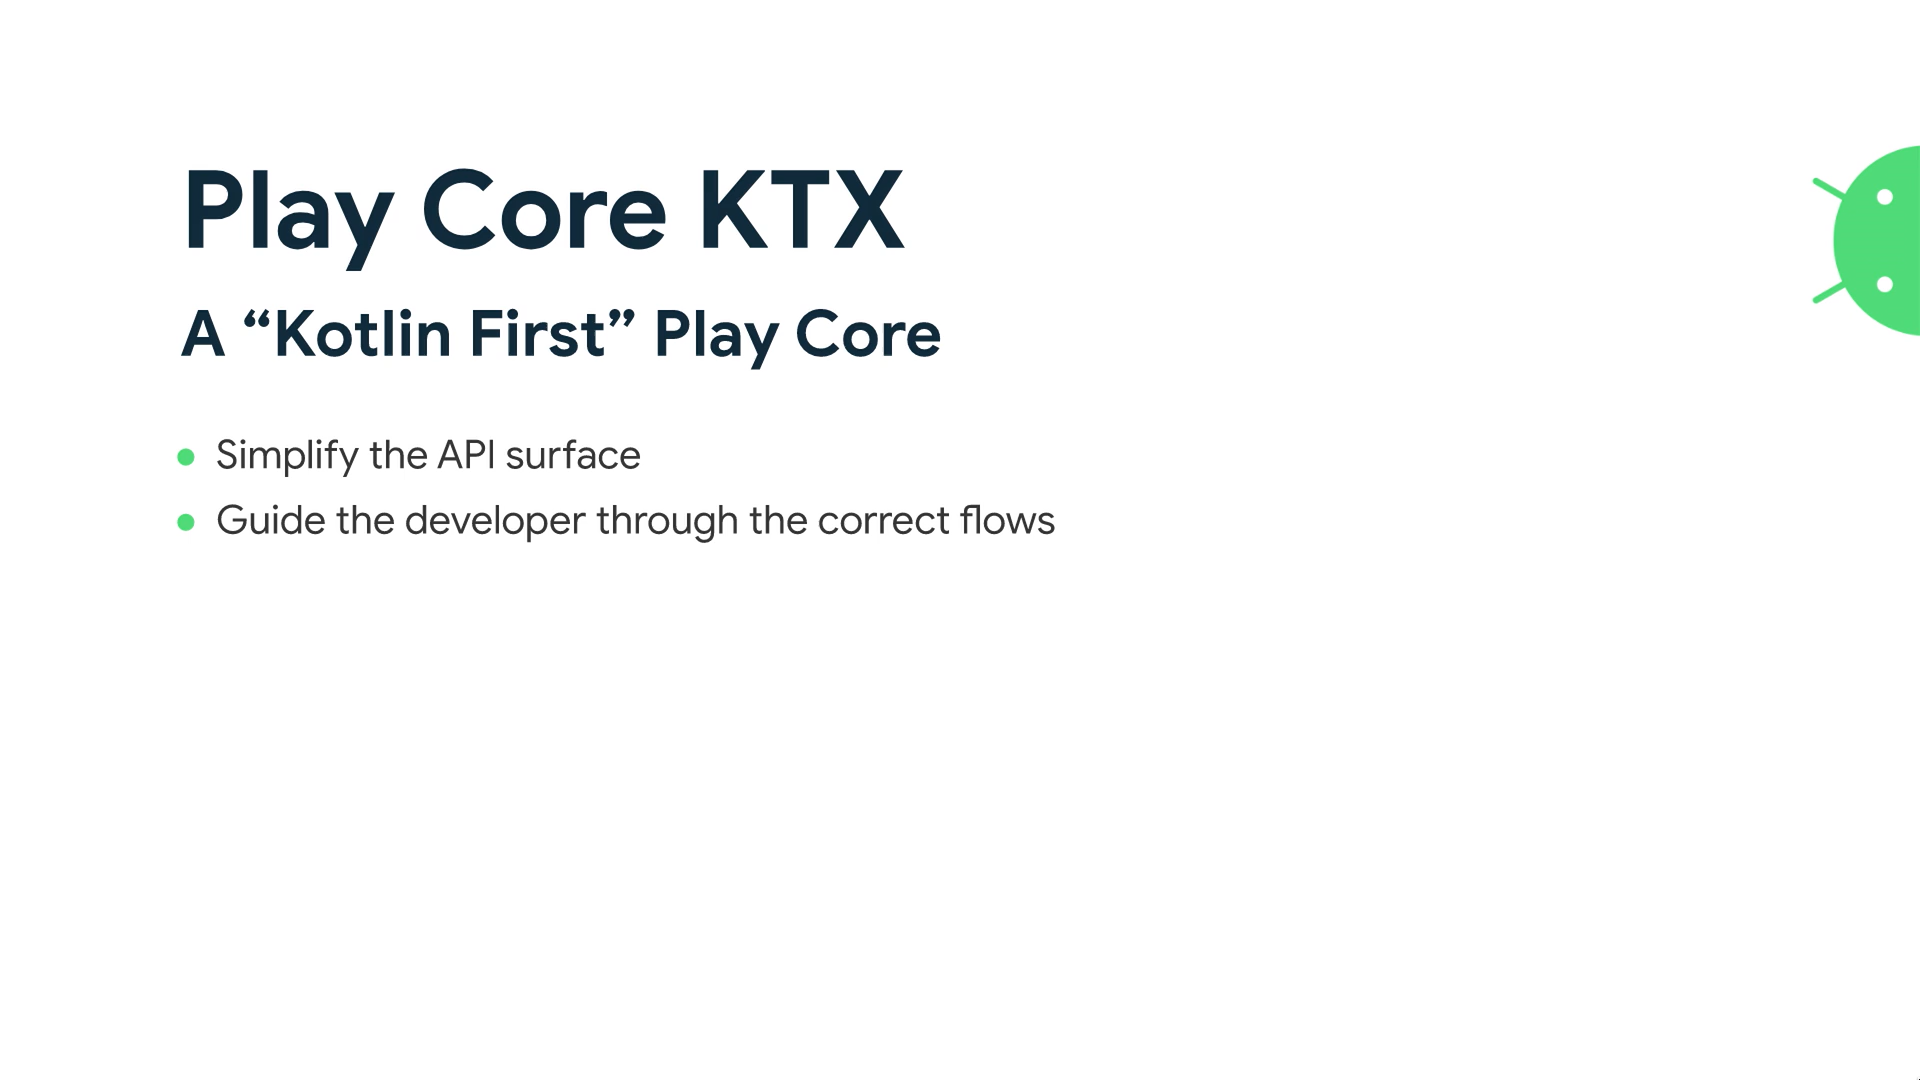 Play Core KTX
A “Kotlin First” Play Core
Simplify the API surface
Guide the developer through the correct flows